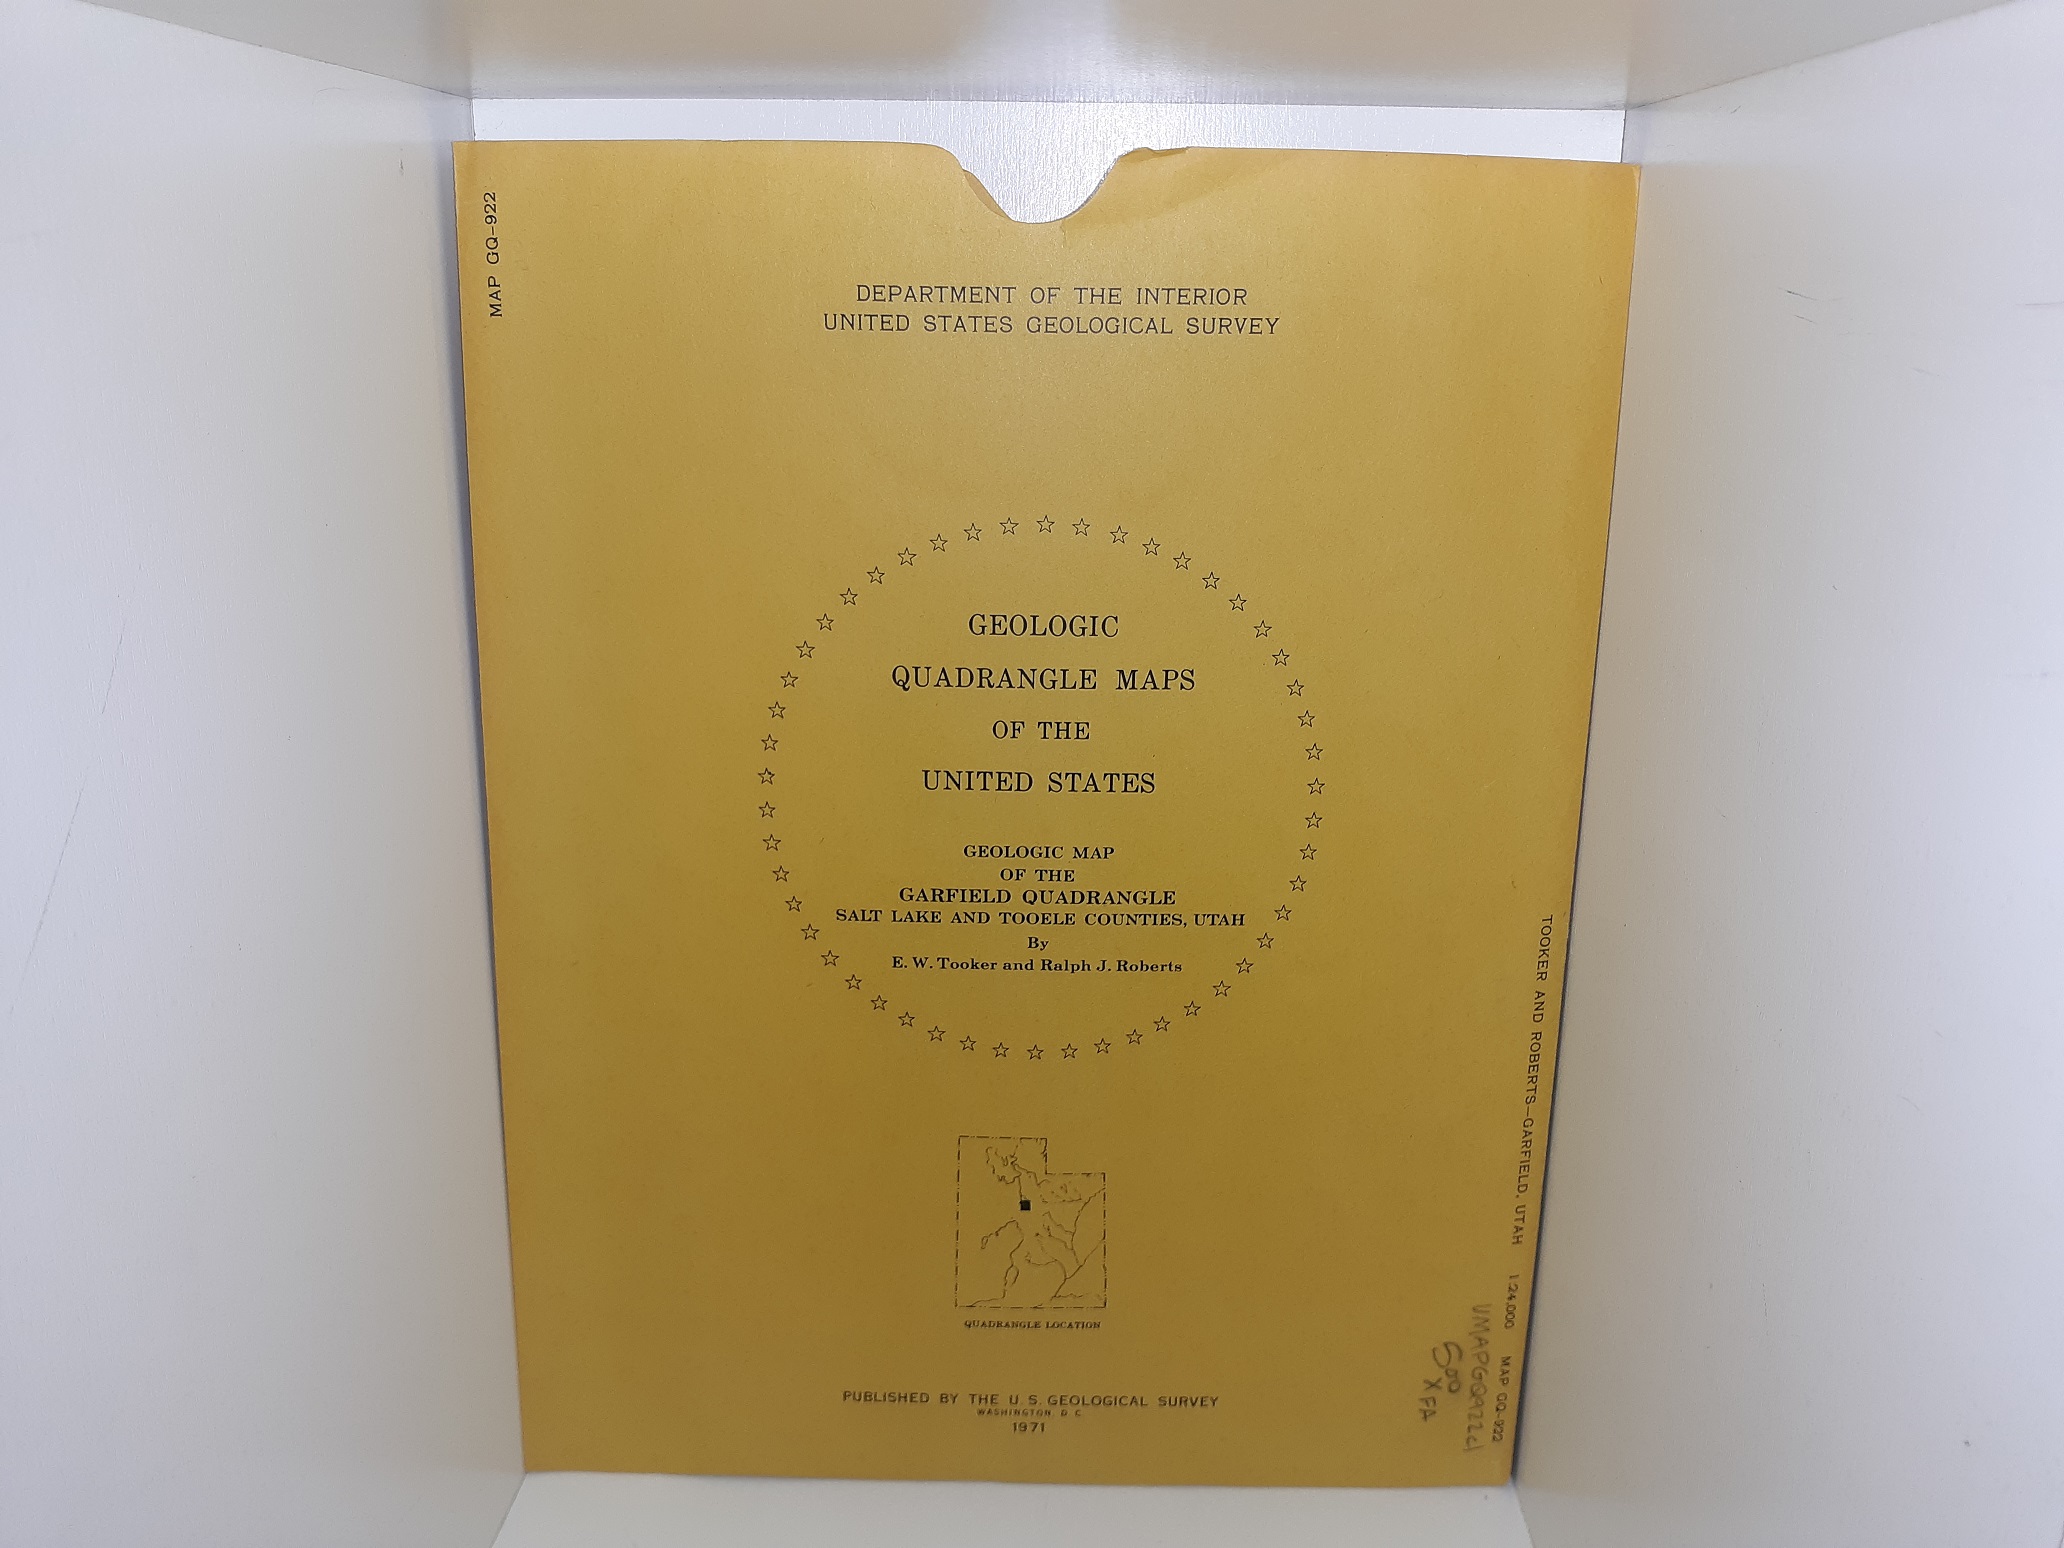 MAP GQ-922
DEPARTMENT OF THE INTERIOR
UNITED STATES GEOLOGICAL SURVEY
GEOLOGIC
QUADRANGLE MAPS
OF THE
UNITED STATES
GEOLOGIC MAP
OF THE
GARFIELD QUADRANGLE
SALT LAKE AND TOOELE COUNTIES, UTAH
By
E. W. Tooker and Ralph J. Roberts
QUADRANGLE LOCATION
PUBLISHED BY THE U. S. GEOLOGICAL SURVEY
WASHINGTON, D. C.
1971
TOOKER AND ROBERTS—GARFIELD, UTAH 1:24,000 MAP GQ-922
500
XFA